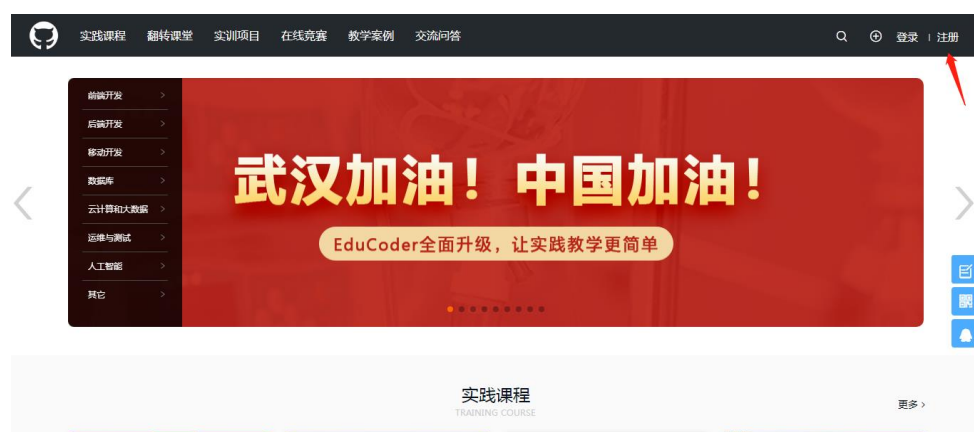 实践课程 翻转课堂 实训项目 在线竞赛 教学案例 交流问答 登录 | 注册
前端开发 >
后端开发 >
移动开发 >
数据库 >
云计算和大数据 >
运维与测试 >
人工智能 >
其它 >
武汉加油！中国加油！
EduCoder全面升级，让实践教学更简单
实践课程
TRAINING COURSE
更多 >